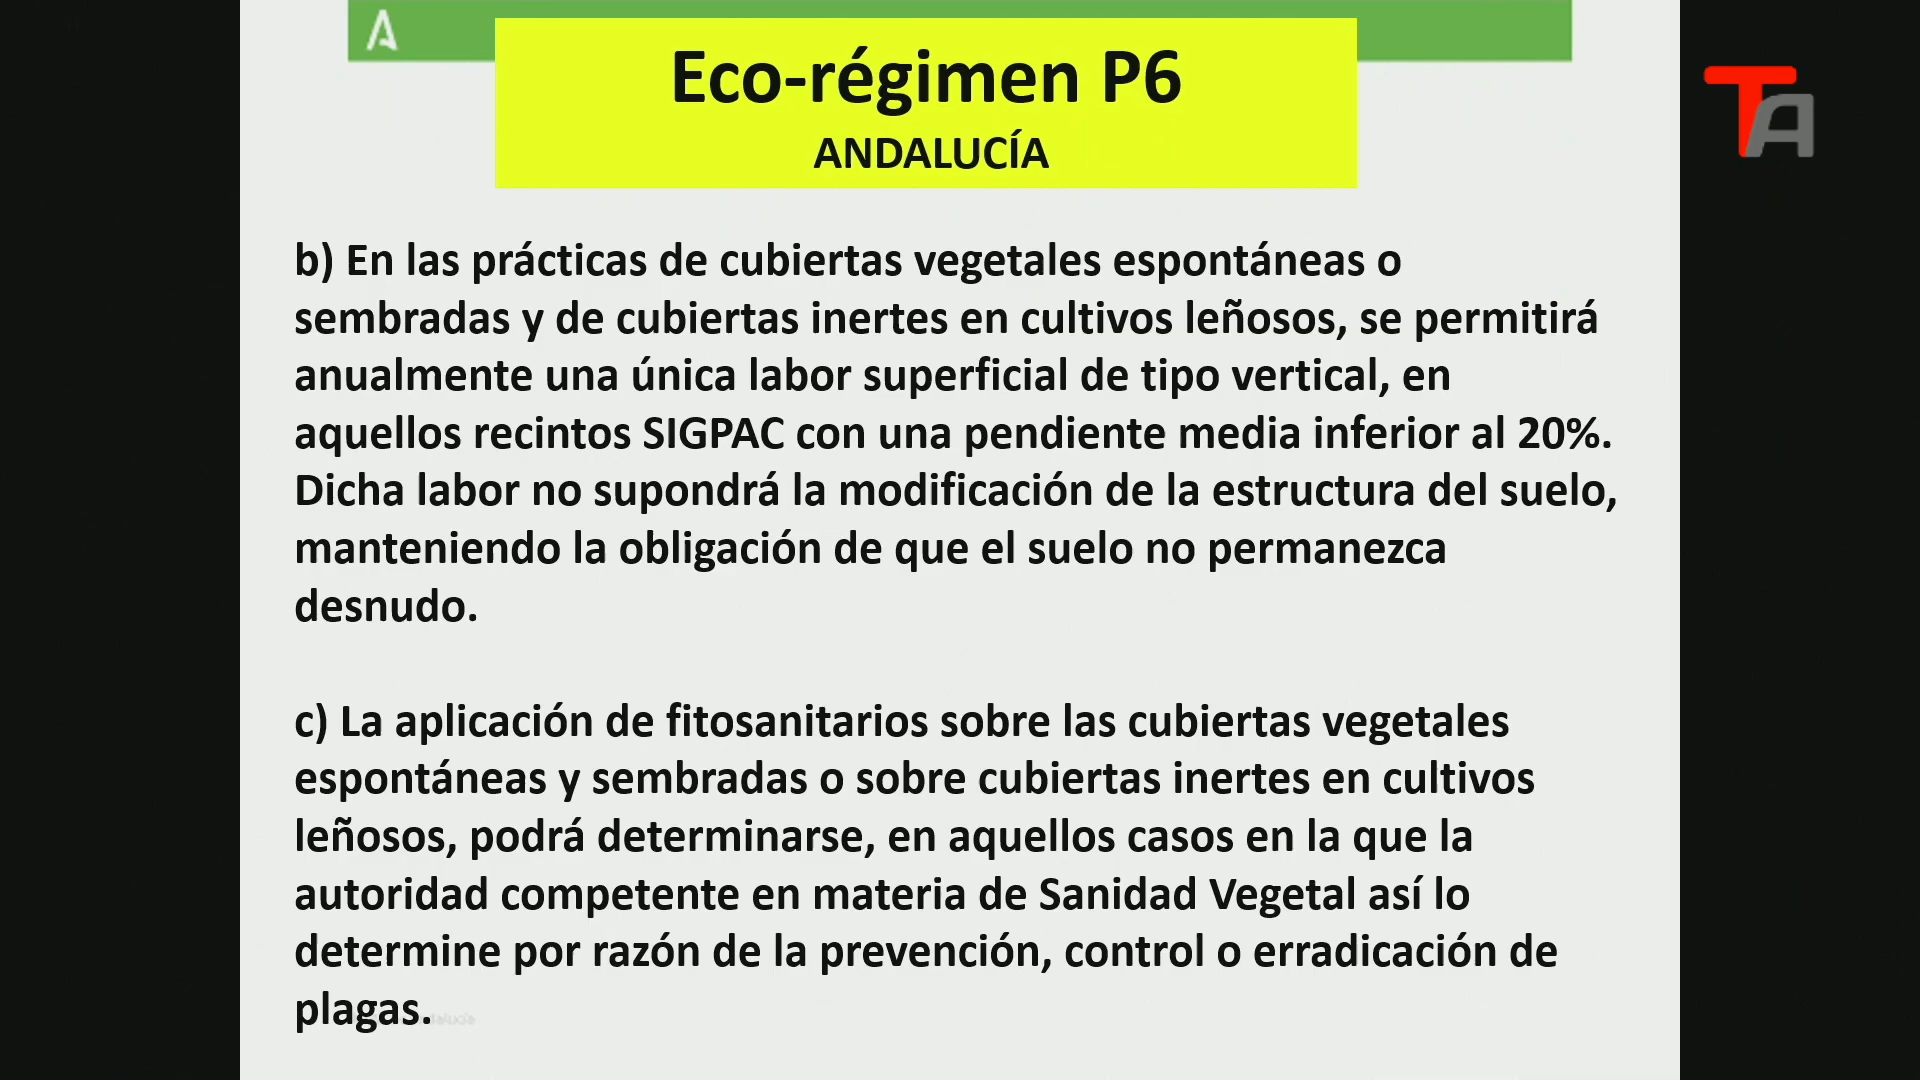 A
Eco-régimen P6
ANDALUCÍA
TA
b) En las prácticas de cubiertas vegetales espontáneas o
sembradas y de cubiertas inertes en cultivos leñosos, se permitirá
anualmente una única labor superficial de tipo vertical, en
aquellos recintos SIGPAC con una pendiente media inferior al 20%.
Dicha labor no supondrá la modificación de la estructura del suelo,
manteniendo la obligación de que el suelo no permanezca
desnudo.
c) La aplicación de fitosanitarios sobre las cubiertas vegetales
espontáneas y sembradas o sobre cubiertas inertes en cultivos
leñosos, podrá determinarse, en aquellos casos en la que la
autoridad competente en materia de Sanidad Vegetal así lo
determine por razón de la prevención, control o erradicación de
plagas.